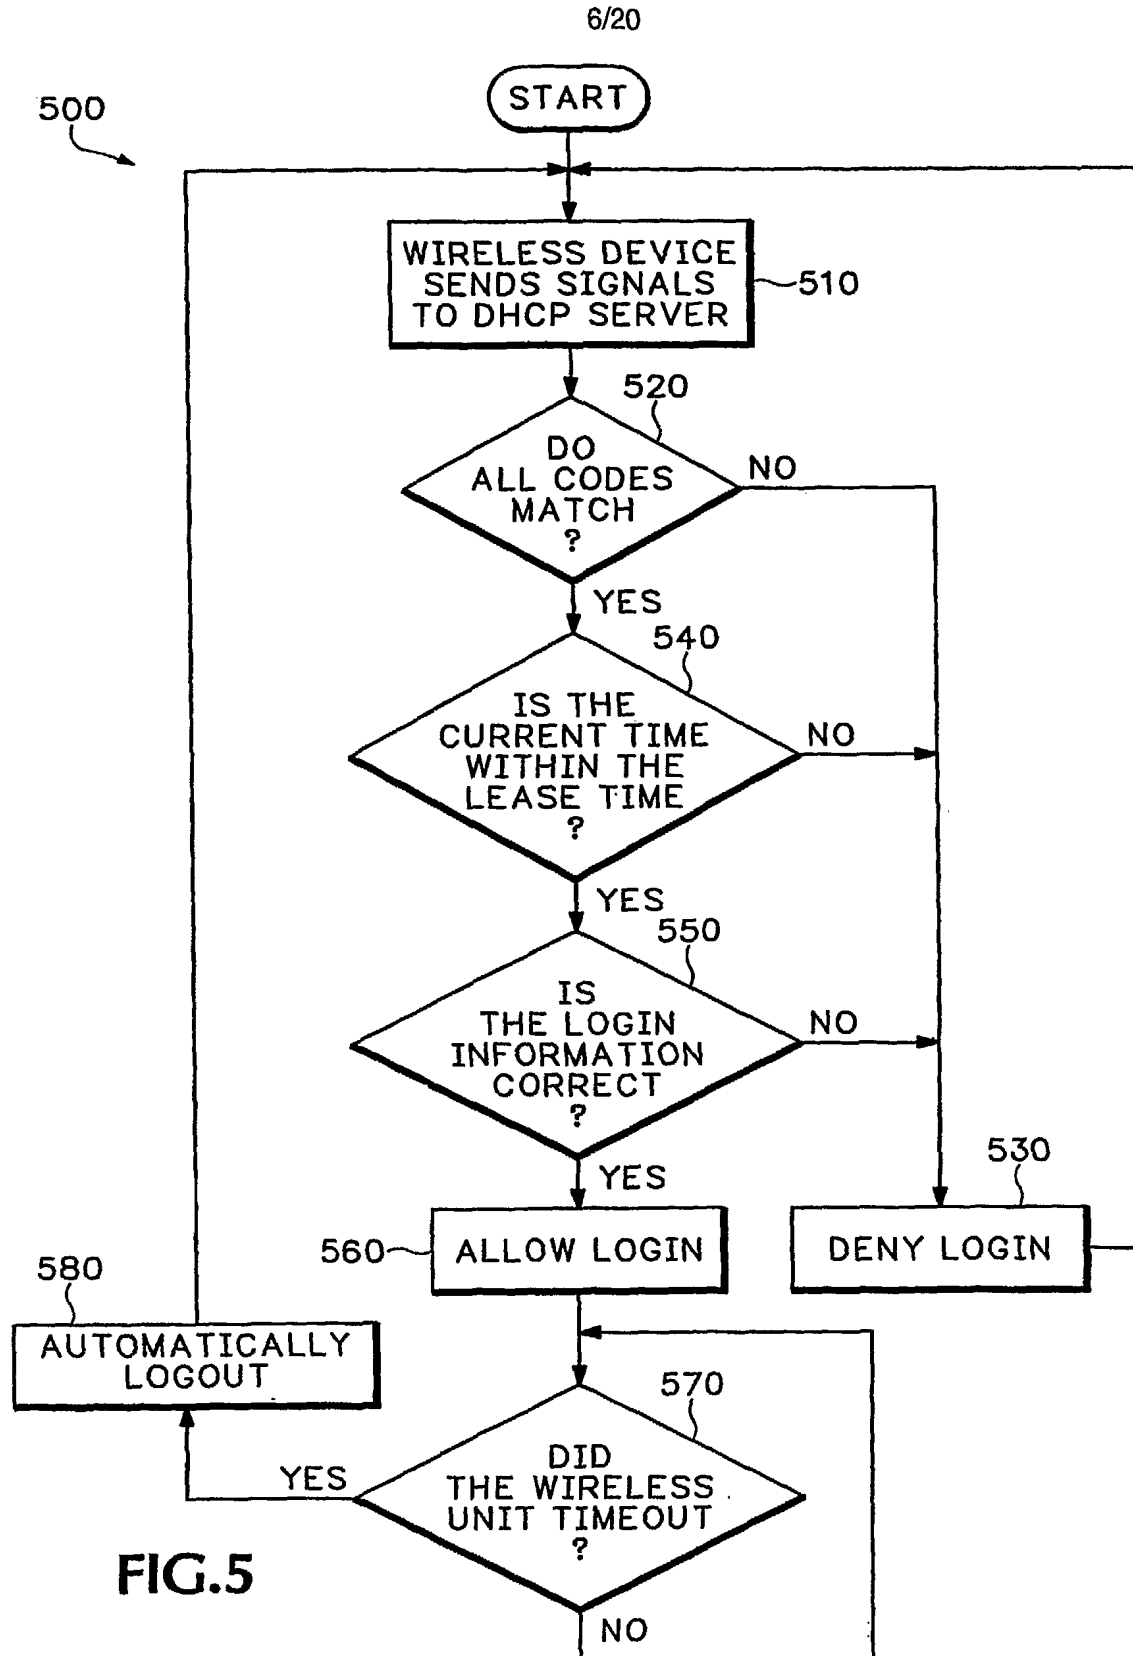 6/20
START
500
WIRELESS DEVICE
SENDS SIGNALS
TO DHCP SERVER
510
520
DO
ALL CODES
MATCH
?
NO
YES
540
IS THE
CURRENT TIME
WITHIN THE
LEASE TIME
?
NO
YES
550
IS
THE LOGIN
INFORMATION
CORRECT
?
NO
YES
530
560
ALLOW LOGIN
DENY LOGIN
580
AUTOMATICALLY
LOGOUT
570
DID
THE WIRELESS
UNIT TIMEOUT
?
YES
NO
FIG.5